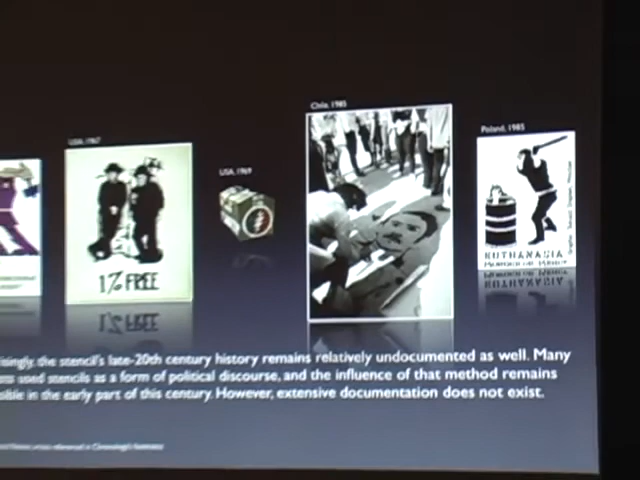 USA, 1967
1% FREE
USA, 1969
Chile, 1985
Poland, 1985
EUTHANASIA
the stencil's late-20th century history remains relatively undocumented as well. Many
used stencils as a form of political discourse, and the influence of that method remains
in the early part of this century. However, extensive documentation does not exist.